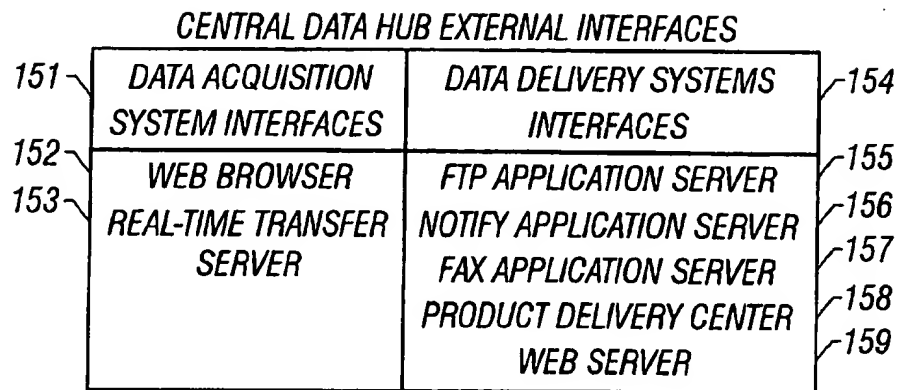 CENTRAL DATA HUB EXTERNAL INTERFACES
151
DATA ACQUISITION
SYSTEM INTERFACES
DATA DELIVERY SYSTEMS
INTERFACES
154
152
153
WEB BROWSER
REAL-TIME TRANSFER
SERVER
FTP APPLICATION SERVER
NOTIFY APPLICATION SERVER
FAX APPLICATION SERVER
PRODUCT DELIVERY CENTER
WEB SERVER
155
156
157
158
159